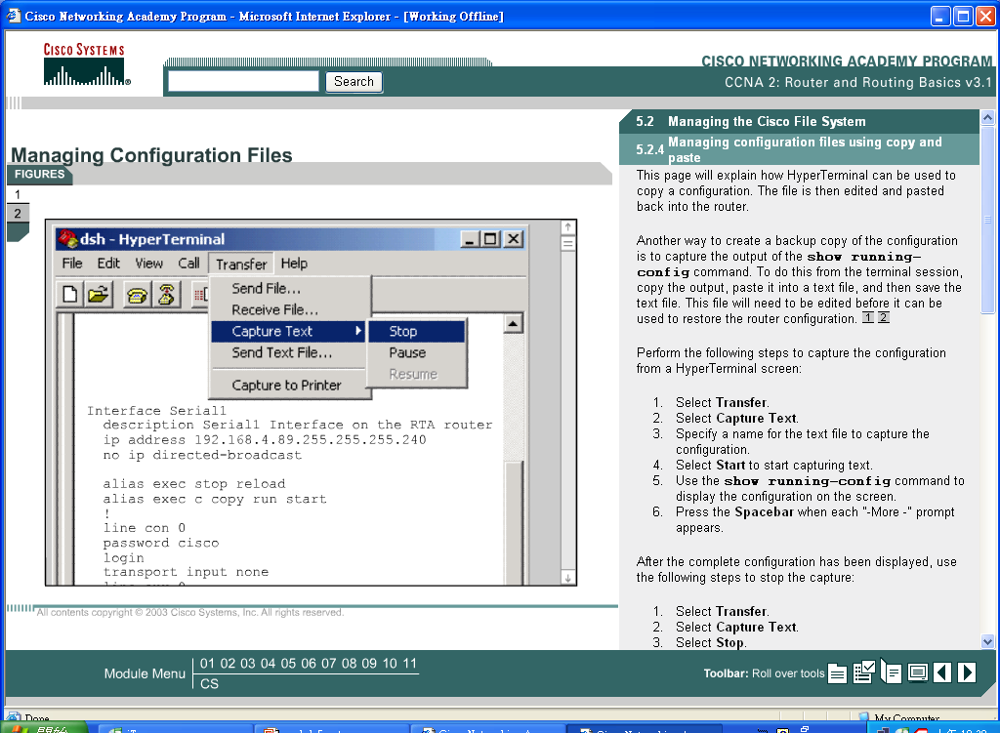 Cisco Networking Academy Program - Microsoft Internet Explorer - [Working Offline]
CISCO SYSTEMS
Search
CISCO NETWORKING ACADEMY PROGRAM
CCNA 2: Router and Routing Basics v3.1
Managing Configuration Files
FIGURES
1
2
dsh - HyperTerminal
File Edit View Call Transfer Help
Send File...
Receive File...
Capture Text
Send Text File...
Capture to Printer
Stop
Pause
Resume
Interface Serial1
description Serial1 Interface on the RTA router
ip address 192.168.4.89.255.255.255.240
no ip directed-broadcast
alias exec stop reload
alias exec c copy run start
!
line con 0
password cisco
login
transport input none
All contents copyright © 2003 Cisco Systems, Inc. All rights reserved.
5.2 Managing the Cisco File System
5.2.4 Managing configuration files using copy and
paste
This page will explain how HyperTerminal can be used to
copy a configuration. The file is then edited and pasted
back into the router.
Another way to create a backup copy of the configuration
is to capture the output of the show running-
config command. To do this from the terminal session,
copy the output, paste it into a text file, and then save the
text file. This file will need to be edited before it can be
used to restore the router configuration. 1 2
Perform the following steps to capture the configuration
from a HyperTerminal screen:
1. Select Transfer.
2. Select Capture Text.
3. Specify a name for the text file to capture the
configuration.
4. Select Start to start capturing text.
5. Use the show running-config command to
display the configuration on the screen.
6. Press the Spacebar when each "-More -" prompt
appears.
After the complete configuration has been displayed, use
the following steps to stop the capture:
1. Select Transfer.
2. Select Capture Text.
3. Select Stop.
Module Menu
01 02 03 04 05 06 07 08 09 10 11
CS
Toolbar: Roll over tools
Done
My Computer